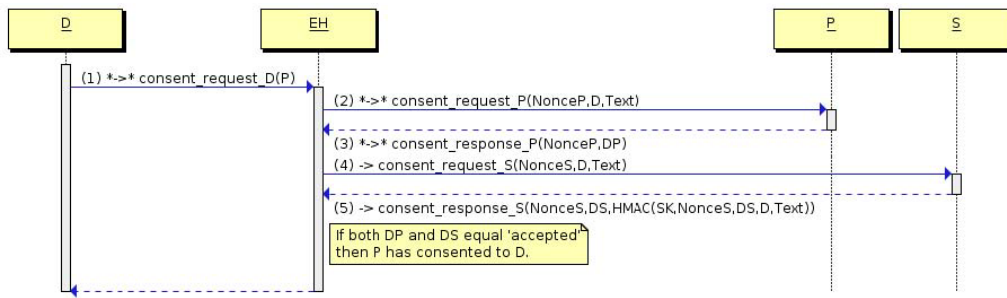 D EH P S
(1) *->* consent_request_D(P)
(2) *->* consent_request_P(NonceP,D,Text)
(3) *->* consent_response_P(NonceP,DP)
(4) -> consent_request_S(NonceS,D,Text)
(5) -> consent_response_S(NonceS,DS,HMAC(SK,NonceS,DS,D,Text))
If both DP and DS equal 'accepted'
then P has consented to D.